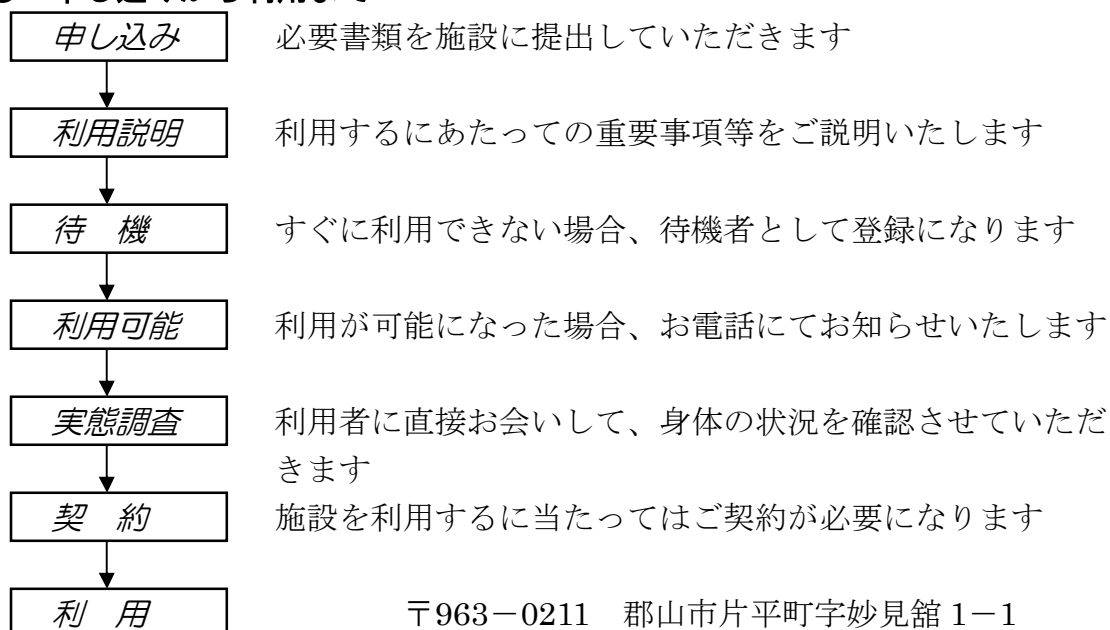 申し込み　必要書類を施設に提出していただきます
利用説明　利用するにあたっての重要事項等をご説明いたします
待　機　すぐに利用できない場合、待機者として登録になります
利用可能　利用が可能になった場合、お電話にてお知らせいたします
実態調査　利用者に直接お会いして、身体の状況を確認させていただ
きます
契　約　施設を利用するに当たってはご契約が必要になります
利　用　〒963－0211　郡山市片平町字妙見舘 1－1